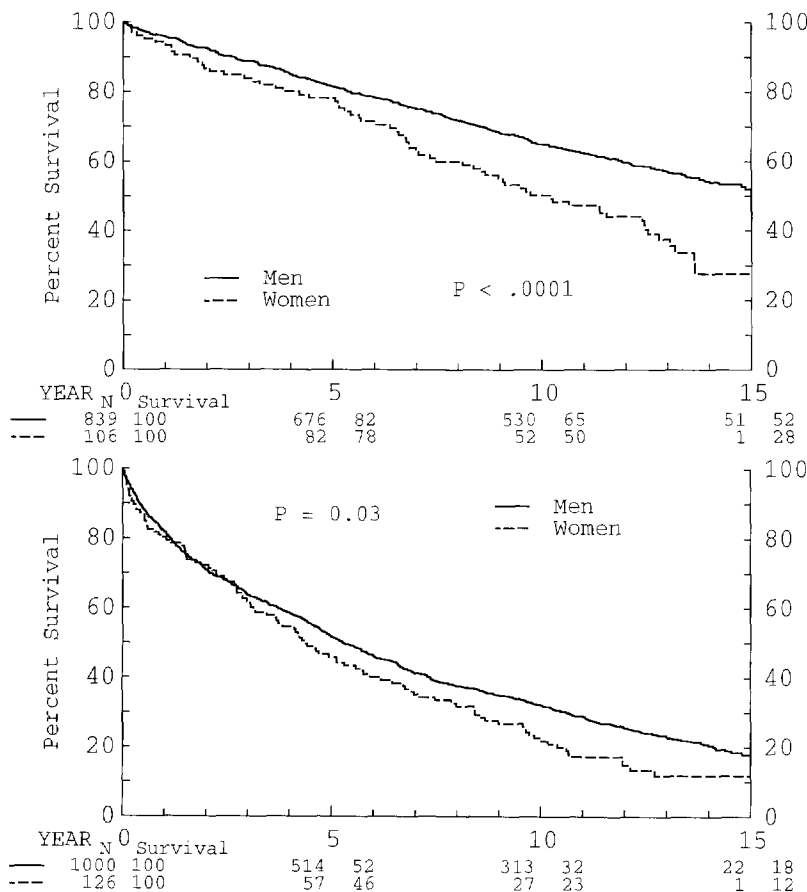 100 100
80 80
Percent Survival
60 60
40 40
Men
Women
P < .0001
20 20
0 0
YEAR 0 5 10 15
N Survival
839 100 676 82 530 65 51 52
106 100 82 78 52 50 1 28
100 100
P = 0.03
Men
Women
80 80
Percent Survival
60 60
40 40
20 20
0 0
YEAR 0 5 10 15
N Survival
1000 100 514 52 313 32 22 18
126 100 57 46 27 23 1 12